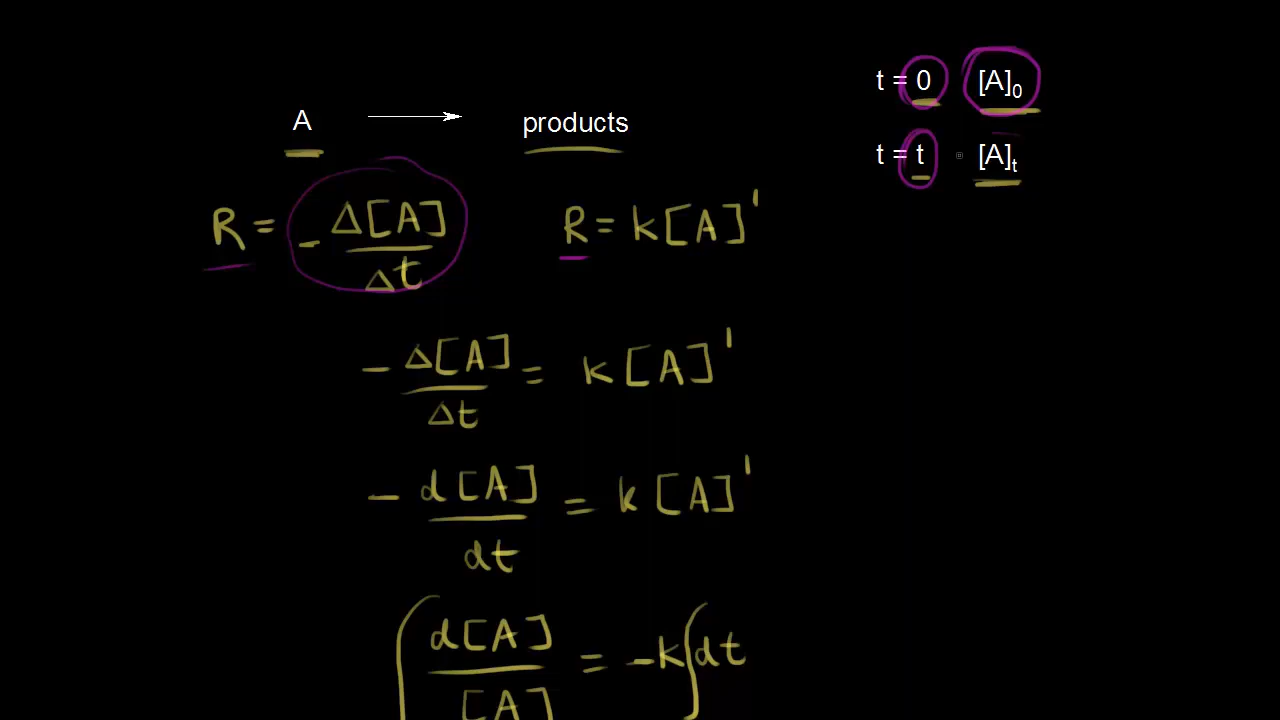 t = 0 [A]₀
A ⟶ products
t = t [A]ₜ
R = - Δ[A]/Δt R = k[A]¹
- Δ[A]/Δt = k[A]¹
- d[A]/dt = k[A]¹
∫ d[A]/[A] = -k∫dt